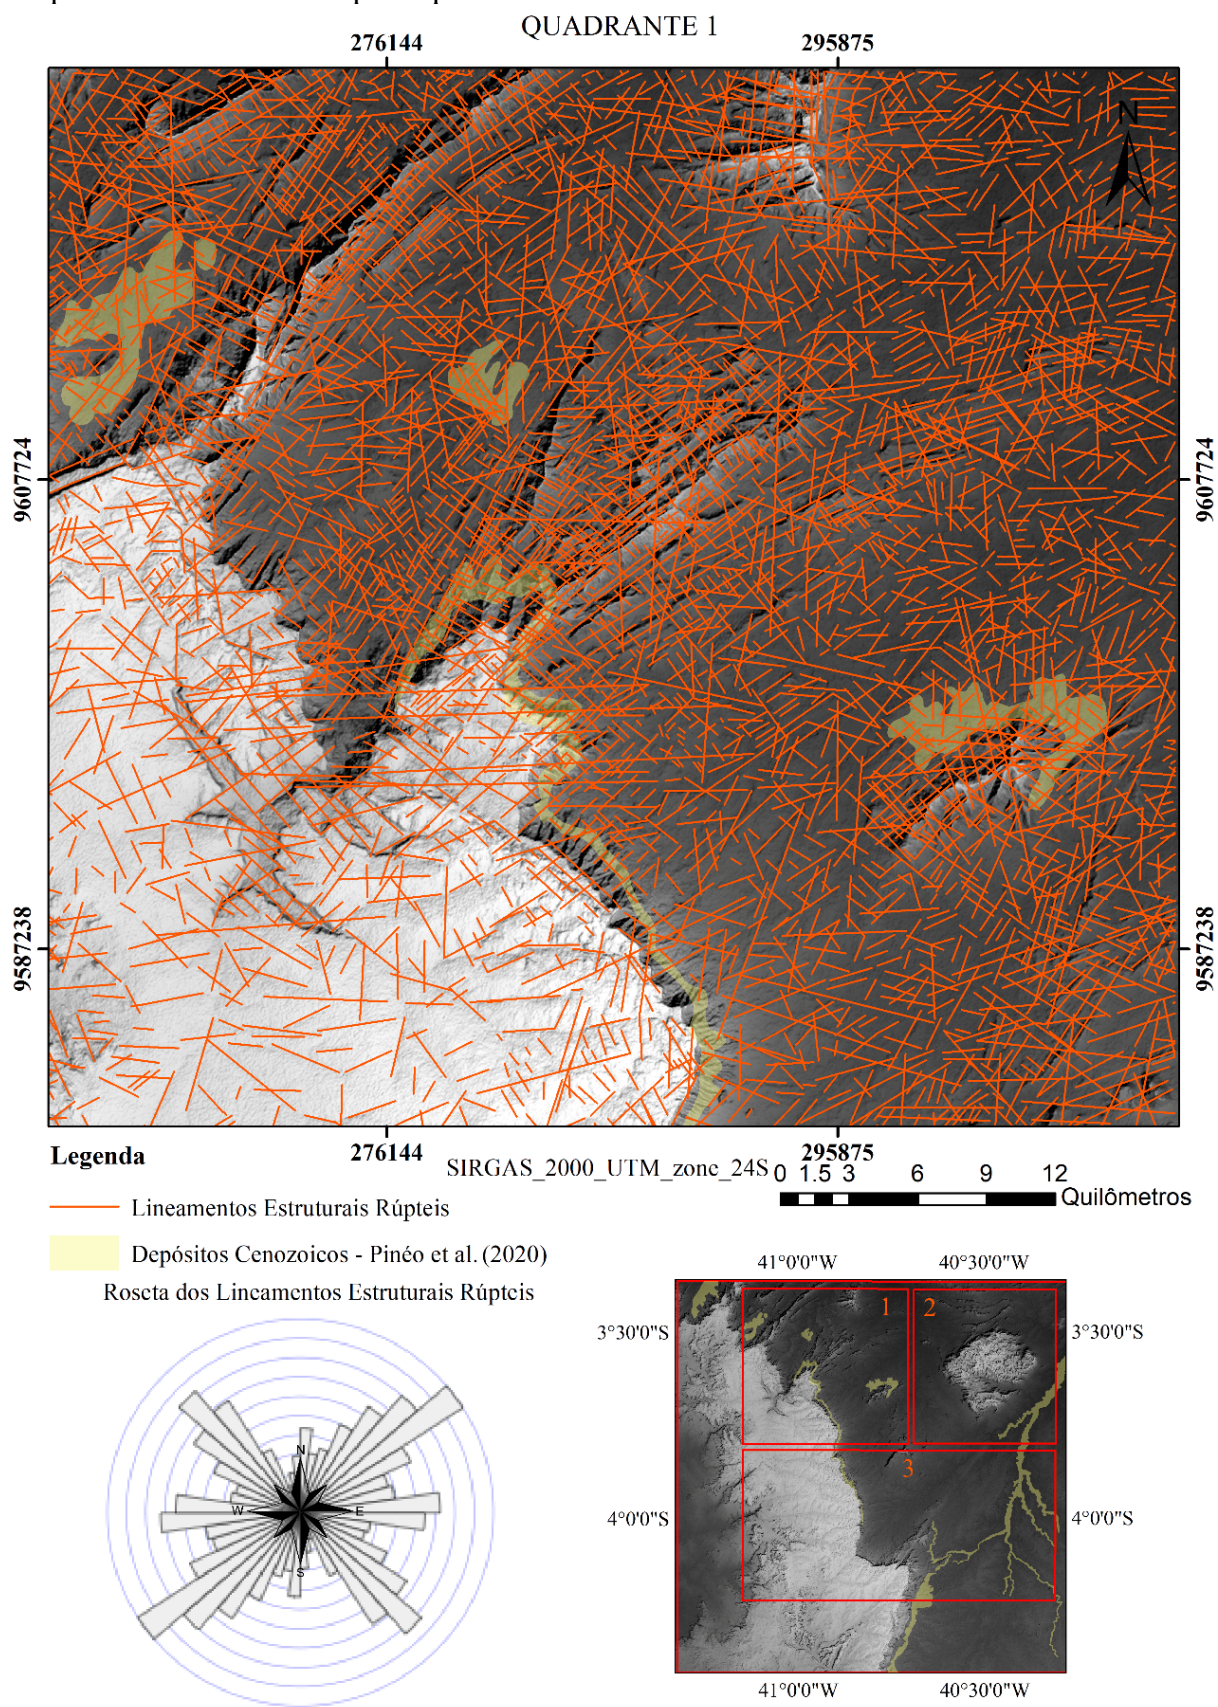 QUADRANTE 1
276144 295875
N
9607724 9607724
9587238 9587238
276144 295875
Legenda
SIRGAS_2000_UTM_zone_24S
0 1.5 3 6 9 12
Quilômetros
Lineamentos Estruturais Rúpteis
Depósitos Cenozoicos - Pinéo et al. (2020)
Roseta dos Lineamentos Estruturais Rúpteis
N
W E
S
41°0'0"W 40°30'0"W
3°30'0"S 3°30'0"S
1 2
3
4°0'0"S 4°0'0"S
41°0'0"W 40°30'0"W